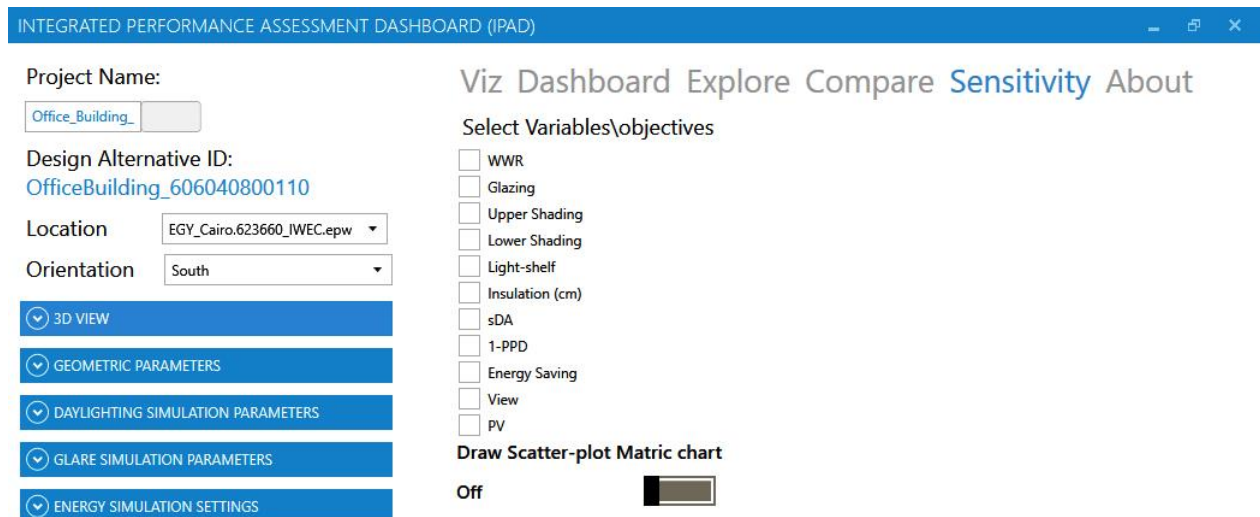 INTEGRATED PERFORMANCE ASSESSMENT DASHBOARD (IPAD)
Project Name:
Office_Building_
Design Alternative ID:
OfficeBuilding_606040800110
Location
EGY_Cairo.623660_IWEC.epw
Orientation
South
3D VIEW
GEOMETRIC PARAMETERS
DAYLIGHTING SIMULATION PARAMETERS
GLARE SIMULATION PARAMETERS
ENERGY SIMULATION SETTINGS
Viz Dashboard Explore Compare Sensitivity About
Select Variables\objectives
WWR
Glazing
Upper Shading
Lower Shading
Light-shelf
Insulation (cm)
sDA
1-PPD
Energy Saving
View
PV
Draw Scatter-plot Matric chart
Off